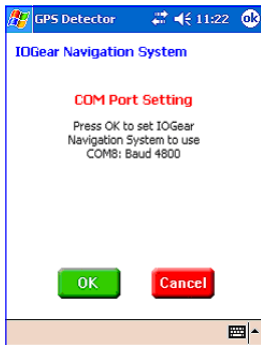 GPS Detector 11:22 ok
IOGear Navigation System
COM Port Setting
Press OK to set IOGear
Navigation System to use
COM8: Baud 4800
OK Cancel